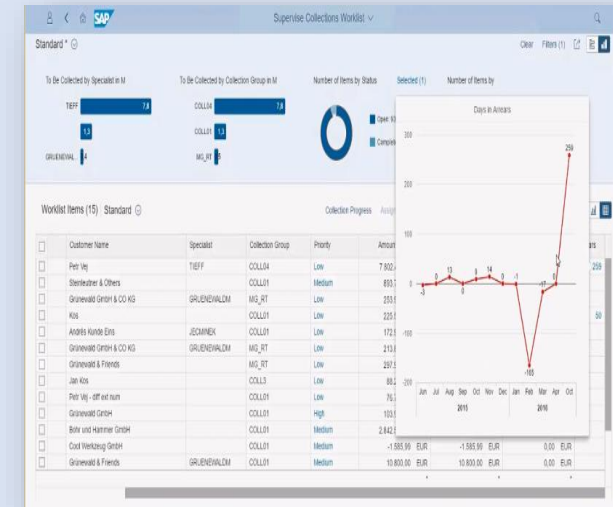 SAP
Supervise Collections Worklist
Standard *
Clear Filters (1)
To Be Collected by Specialist in M
To Be Collected by Collection Group in M
Number of Items by Status
Selected (1)
Number of Items by
TIEFF 7,8
1,3
GRUENEWAL...
COLL04 7,8
COLL01 1,3
MG_RT
Days in Arrears
300
200
100
0
-100
-200
-3 0 13 0 14 0 -1 -17 0 259
Jun Jul Aug Sep Oct Nov Dec Jan Feb Mar Apr Oct
2015 2016
Worklist Items (15) Standard
Collection Progress
Customer Name Specialist Collection Group Priority
Petr Vej TIEFF COLL04 Low 259
Steinleutner & Others COLL01 Medium
Grünewald GmbH & CO KG GRUENEWALDM MG_RT Low
Kos COLL01 Low 50
Andrés Kunde Eins JECMINEK COLL01 Low
Grünewald GmbH & CO KG GRUENEWALDM MG_RT Low
Grünewald & Friends MG_RT Low
Jan Kos COLL3 Low
Petr Vej - diff ext num COLL01 Low
Grünewald GmbH COLL01 High
Bohr und Hammer GmbH COLL01 Medium
Cool Werkzeug GmbH COLL01 Medium -1.585,99 EUR -1.585,99 EUR 0,00 EUR
Grünewald & Friends GRUENEWALDM COLL01 Medium 10.800,00 EUR 10.800,00 EUR 0,00 EUR